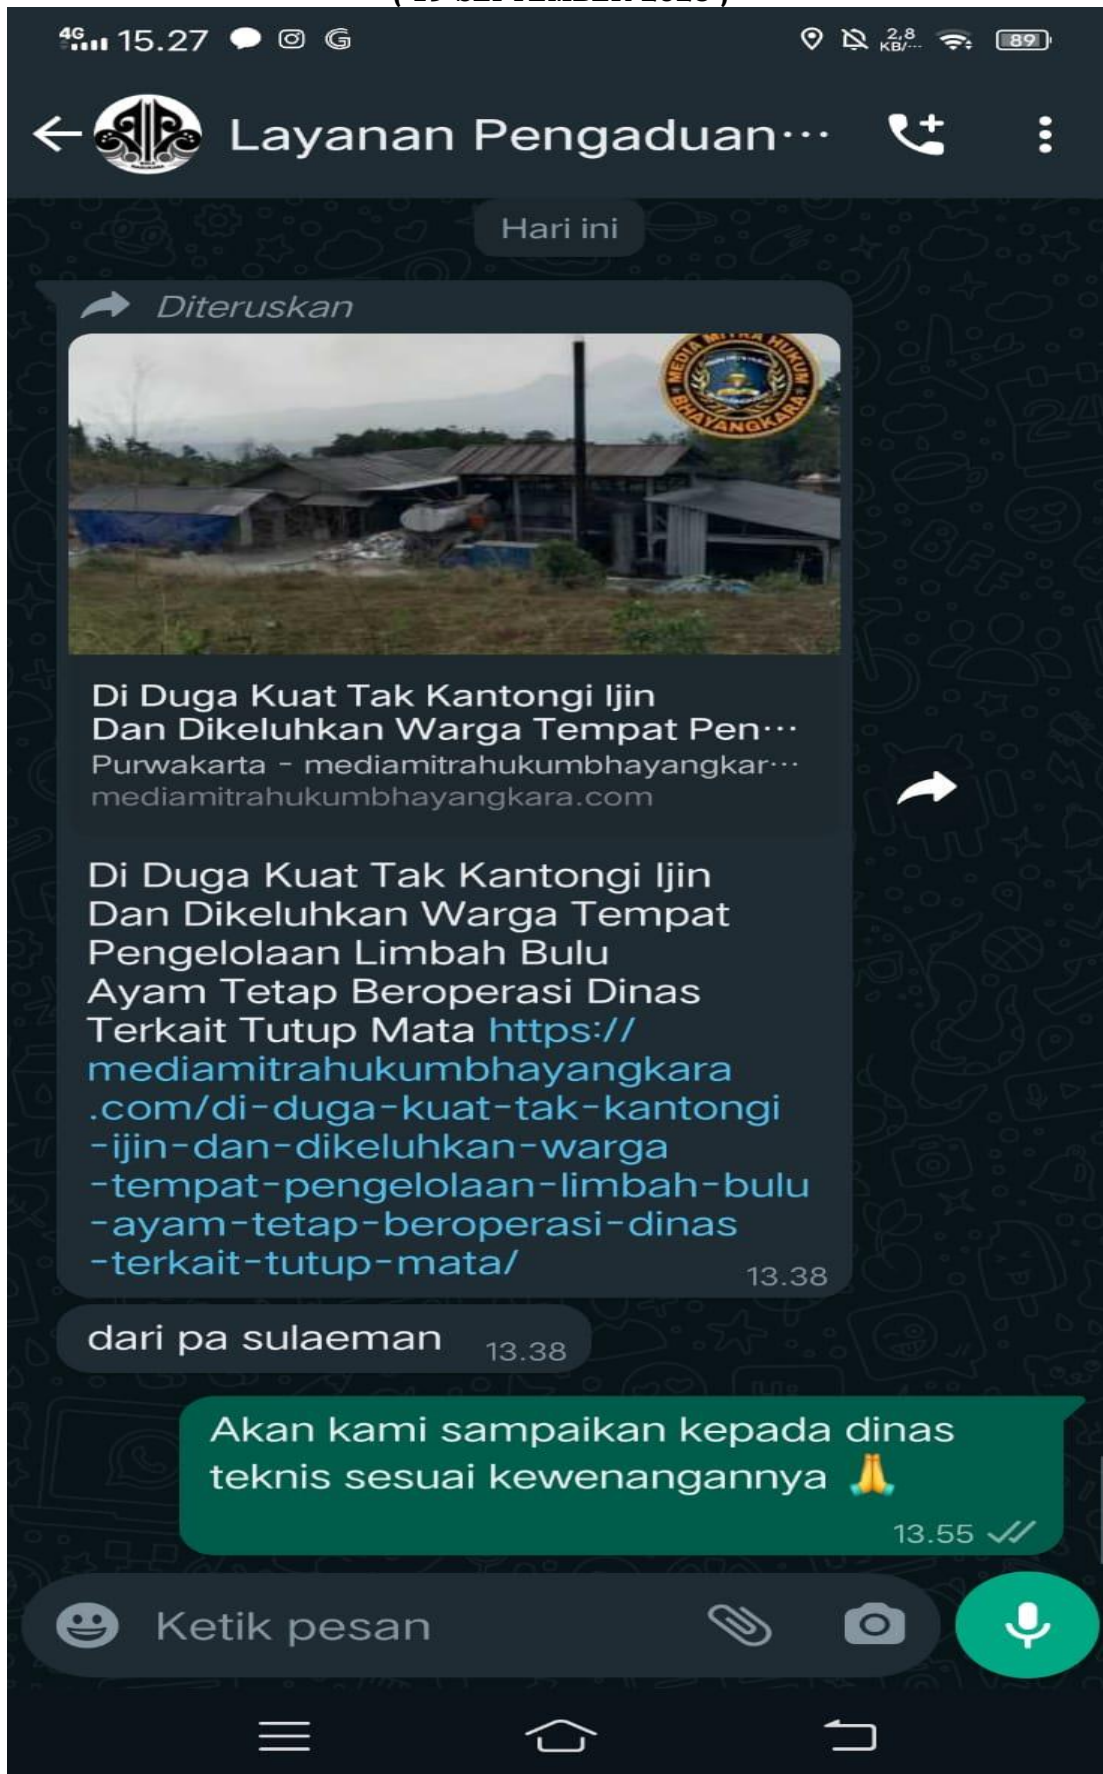 15.27
2,8
KB/···
89
Layanan Pengaduan···
Hari ini
Diteruskan
MEDIA MITRA HUKUM
BHAYANGKARA
Di Duga Kuat Tak Kantongi Ijin
Dan Dikeluhkan Warga Tempat Pen···
Purwakarta - mediamitrahukumbhayangkar···
mediamitrahukumbhayangkara.com
Di Duga Kuat Tak Kantongi Ijin
Dan Dikeluhkan Warga Tempat
Pengelolaan Limbah Bulu
Ayam Tetap Beroperasi Dinas
Terkait Tutup Mata https://
mediamitrahukumbhayangkara
.com/di-duga-kuat-tak-kantongi
-ijin-dan-dikeluhkan-warga
-tempat-pengelolaan-limbah-bulu
-ayam-tetap-beroperasi-dinas
-terkait-tutup-mata/
13.38
dari pa sulaeman 13.38
Akan kami sampaikan kepada dinas
teknis sesuai kewenangannya 🙏
13.55
Ketik pesan